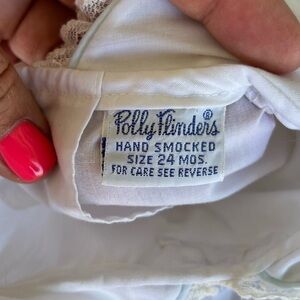 Polly Flinders®
HAND SMOCKED
SIZE 24 MOS.
FOR CARE SEE REVERSE